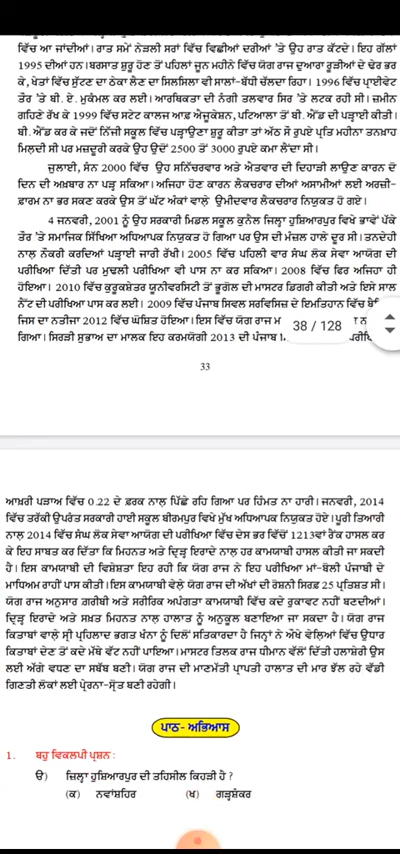 ਵਿੱਚ ਆ ਜਾਂਦੀਆਂ। ਰਾਤ ਸਮੇਂ ਨੇੜਲੀ ਸਰਾਂ ਵਿੱਚ ਵਿਛੀਆਂ ਦਰੀਆਂ 'ਤੇ ਉਹ ਰਾਤ ਕੱਟਦੇ। ਇਹ ਗੱਲਾਂ
1995 ਦੀਆਂ ਹਨ। ਬਰਸਾਤ ਸ਼ੁਰੂ ਹੋਣ ਤੋਂ ਪਹਿਲਾਂ ਜੂਨ ਮਹੀਨੇ ਵਿੱਚ ਯੋਗ ਰਾਜ ਦੁਆਰਾ ਰੂੜੀਆਂ ਦੇ ਢੇਰ ਭਰ
ਕੇ, ਖੇਤਾਂ ਵਿੱਚ ਸੁੱਟਣ ਦਾ ਠੇਕਾ ਲੈਣ ਦਾ ਸਿਲਸਿਲਾ ਵੀ ਸਾਲਾਂ-ਬੱਧੀ ਚੱਲਦਾ ਰਿਹਾ। 1996 ਵਿੱਚ ਪ੍ਰਾਈਵੇਟ
ਤੌਰ 'ਤੇ ਬੀ. ਏ. ਮੁਕੰਮਲ ਕਰ ਲਈ। ਆਰਥਿਕਤਾ ਦੀ ਨੰਗੀ ਤਲਵਾਰ ਸਿਰ 'ਤੇ ਲਟਕ ਰਹੀ ਸੀ। ਜ਼ਮੀਨ
ਗਹਿਣੇ ਰੱਖ ਕੇ 1999 ਵਿੱਚ ਸਟੇਟ ਕਾਲਜ ਆਫ਼ ਐਜੂਕੇਸ਼ਨ, ਪਟਿਆਲਾ ਤੋਂ ਬੀ. ਐੱਡ ਦੀ ਪੜ੍ਹਾਈ ਕੀਤੀ।
ਬੀ. ਐੱਡ ਕਰ ਕੇ ਜਦੋਂ ਨਿੱਜੀ ਸਕੂਲ ਵਿੱਚ ਪੜ੍ਹਾਉਣਾ ਸ਼ੁਰੂ ਕੀਤਾ ਤਾਂ ਅੱਠ ਸੌ ਰੁਪਏ ਪ੍ਰਤਿ ਮਹੀਨਾ ਤਨਖ਼ਾਹ
ਮਿਲਦੀ ਸੀ ਪਰ ਮਜ਼ਦੂਰੀ ਕਰਕੇ ਉਹ ਉਦੋਂ 2500 ਤੋਂ 3000 ਰੁਪਏ ਕਮਾ ਲੈਂਦਾ ਸੀ।
ਜੁਲਾਈ, ਸੰਨ 2000 ਵਿੱਚ ਉਹ ਸਨਿੱਚਰਵਾਰ ਅਤੇ ਐਤਵਾਰ ਦੀ ਦਿਹਾੜੀ ਲਾਉਣ ਕਾਰਨ ਦੋ
ਦਿਨ ਦੀ ਅਖ਼ਬਾਰ ਨਾ ਪੜ੍ਹ ਸਕਿਆ। ਅਜਿਹਾ ਹੋਣ ਕਾਰਨ ਲੈਕਚਰਾਰ ਦੀਆਂ ਅਸਾਮੀਆਂ ਲਈ ਅਰਜ਼ੀ-
ਫ਼ਾਰਮ ਨਾ ਭਰ ਸਕਣ ਕਰਕੇ ਉਸ ਤੋਂ ਘੱਟ ਅੰਕਾਂ ਵਾਲ਼ੇ ਉਮੀਦਵਾਰ ਲੈਕਚਰਾਰ ਨਿਯੁਕਤ ਹੋ ਗਏ।
4 ਜਨਵਰੀ, 2001 ਨੂੰ ਉਹ ਸਰਕਾਰੀ ਮਿਡਲ ਸਕੂਲ ਕੁਨੈਲ ਜ਼ਿਲ੍ਹਾ ਹੁਸ਼ਿਆਰਪੁਰ ਵਿਖੇ ਭਾਵੇਂ ਪੱਕੇ
ਤੌਰ 'ਤੇ ਸਮਾਜਿਕ ਸਿੱਖਿਆ ਅਧਿਆਪਕ ਨਿਯੁਕਤ ਹੋ ਗਿਆ ਪਰ ਉਸ ਦੀ ਮੰਜ਼ਲ ਹਾਲੇ ਦੂਰ ਸੀ। ਤਨਦੇਹੀ
ਨਾਲ਼ ਨੌਕਰੀ ਕਰਦਿਆਂ ਪੜ੍ਹਾਈ ਜਾਰੀ ਰੱਖੀ। 2005 ਵਿੱਚ ਪਹਿਲੀ ਵਾਰ ਸੰਘ ਲੋਕ ਸੇਵਾ ਆਯੋਗ ਦੀ
ਪਰੀਖਿਆ ਦਿੱਤੀ ਪਰ ਮੁਢਲੀ ਪਰੀਖਿਆ ਵੀ ਪਾਸ ਨਾ ਕਰ ਸਕਿਆ। 2008 ਵਿੱਚ ਫਿਰ ਅਜਿਹਾ ਹੀ
ਹੋਇਆ। 2010 ਵਿੱਚ ਕੁਰੂਕਸ਼ੇਤਰ ਯੂਨੀਵਰਸਿਟੀ ਤੋਂ ਭੂਗੋਲ ਦੀ ਮਾਸਟਰ ਡਿਗਰੀ ਕੀਤੀ ਅਤੇ ਇਸੇ ਸਾਲ
ਨੈੱਟ ਦੀ ਪਰੀਖਿਆ ਪਾਸ ਕਰ ਲਈ। 2009 ਵਿੱਚ ਪੰਜਾਬ ਸਿਵਲ ਸਰਵਿਸਿਜ਼ ਦੇ ਇਮਤਿਹਾਨ ਵਿੱਚ
ਜਿਸ ਦਾ ਨਤੀਜਾ 2012 ਵਿੱਚ ਘੋਸ਼ਿਤ ਹੋਇਆ। ਇਸ ਵਿੱਚ ਯੋਗ ਰਾਜ
38 / 128
ਗਿਆ। ਸਿਰੜੀ ਸੁਭਾਅ ਦਾ ਮਾਲਕ ਇਹ ਕਰਮਯੋਗੀ 2013 ਦੀ ਪੰਜਾਬ
33
ਆਖ਼ਰੀ ਪੜਾਅ ਵਿੱਚ 0.22 ਦੇ ਫ਼ਰਕ ਨਾਲ਼ ਪਿੱਛੇ ਰਹਿ ਗਿਆ ਪਰ ਹਿੰਮਤ ਨਾ ਹਾਰੀ। ਜਨਵਰੀ, 2014
ਵਿੱਚ ਤਰੱਕੀ ਉਪਰੰਤ ਸਰਕਾਰੀ ਹਾਈ ਸਕੂਲ ਬੀਰਮਪੁਰ ਵਿਖੇ ਮੁੱਖ ਅਧਿਆਪਕ ਨਿਯੁਕਤ ਹੋਏ। ਪੂਰੀ ਤਿਆਰੀ
ਨਾਲ਼ 2014 ਵਿੱਚ ਸੰਘ ਲੋਕ ਸੇਵਾ ਆਯੋਗ ਦੀ ਪਰੀਖਿਆ ਵਿੱਚ ਦੇਸ ਭਰ ਵਿੱਚੋਂ 1213ਵਾਂ ਰੈਂਕ ਹਾਸਲ ਕਰ
ਕੇ ਇਹ ਸਾਬਤ ਕਰ ਦਿੱਤਾ ਕਿ ਮਿਹਨਤ ਅਤੇ ਦ੍ਰਿੜ੍ਹ ਇਰਾਦੇ ਨਾਲ਼ ਹਰ ਕਾਮਯਾਬੀ ਹਾਸਲ ਕੀਤੀ ਜਾ ਸਕਦੀ
ਹੈ। ਇਸ ਕਾਮਯਾਬੀ ਦੀ ਵਿਸ਼ੇਸ਼ਤਾ ਇਹ ਰਹੀ ਕਿ ਯੋਗ ਰਾਜ ਨੇ ਇਹ ਪਰੀਖਿਆ ਮਾਂ-ਬੋਲੀ ਪੰਜਾਬੀ ਦੇ
ਮਾਧਿਅਮ ਰਾਹੀਂ ਪਾਸ ਕੀਤੀ। ਇਸ ਕਾਮਯਾਬੀ ਵੇਲ਼ੇ ਯੋਗ ਰਾਜ ਦੀ ਅੱਖਾਂ ਦੀ ਰੋਸ਼ਨੀ ਸਿਰਫ਼ 25 ਪ੍ਰਤਿਸ਼ਤ ਸੀ।
ਯੋਗ ਰਾਜ ਅਨੁਸਾਰ ਗ਼ਰੀਬੀ ਅਤੇ ਸਰੀਰਿਕ ਅਪੰਗਤਾ ਕਾਮਯਾਬੀ ਵਿੱਚ ਕਦੇ ਰੁਕਾਵਟ ਨਹੀਂ ਬਣਦੀਆਂ।
ਦ੍ਰਿੜ੍ਹ ਇਰਾਦੇ ਅਤੇ ਸਖ਼ਤ ਮਿਹਨਤ ਨਾਲ਼ ਹਾਲਾਤ ਨੂੰ ਅਨੁਕੂਲ ਬਣਾਇਆ ਜਾ ਸਕਦਾ ਹੈ। ਯੋਗ ਰਾਜ
ਕਿਤਾਬਾਂ ਵਾਲ਼ੇ ਸ੍ਰੀ ਪ੍ਰਹਿਲਾਦ ਭਗਤ ਖੰਨਾ ਨੂੰ ਦਿਲੋਂ ਸਤਿਕਾਰਦਾ ਹੈ ਜਿਨ੍ਹਾਂ ਨੇ ਔਖੇ ਵੇਲ਼ਿਆਂ ਵਿੱਚ ਉਧਾਰ
ਕਿਤਾਬਾਂ ਦੇਣ ਤੋਂ ਕਦੇ ਮੱਥੇ ਵੱਟ ਨਹੀਂ ਪਾਇਆ। ਮਾਸਟਰ ਤਿਲਕ ਰਾਜ ਧੀਮਾਨ ਵੱਲੋਂ ਦਿੱਤੀ ਹਲਾਸ਼ੇਰੀ ਉਸ
ਲਈ ਅੱਗੇ ਵਧਣ ਦਾ ਸਬੱਬ ਬਣੀ। ਯੋਗ ਰਾਜ ਦੀ ਮਾਣਮੱਤੀ ਪ੍ਰਾਪਤੀ ਹਾਲਾਤ ਦੀ ਮਾਰ ਝੱਲ ਰਹੇ ਵੱਡੀ
ਗਿਣਤੀ ਲੋਕਾਂ ਲਈ ਪ੍ਰੇਰਨਾ-ਸ੍ਰੋਤ ਬਣੀ ਰਹੇਗੀ।
ਪਾਠ- ਅਭਿਆਸ
1. ਬਹੁ ਵਿਕਲਪੀ ਪ੍ਰਸ਼ਨ :
ੳ) ਜ਼ਿਲ੍ਹਾ ਹੁਸ਼ਿਆਰਪੁਰ ਦੀ ਤਹਿਸੀਲ ਕਿਹੜੀ ਹੈ ?
(ਕ) ਨਵਾਂਸ਼ਹਿਰ (ਖ) ਗੜ੍ਹਸ਼ੰਕਰ